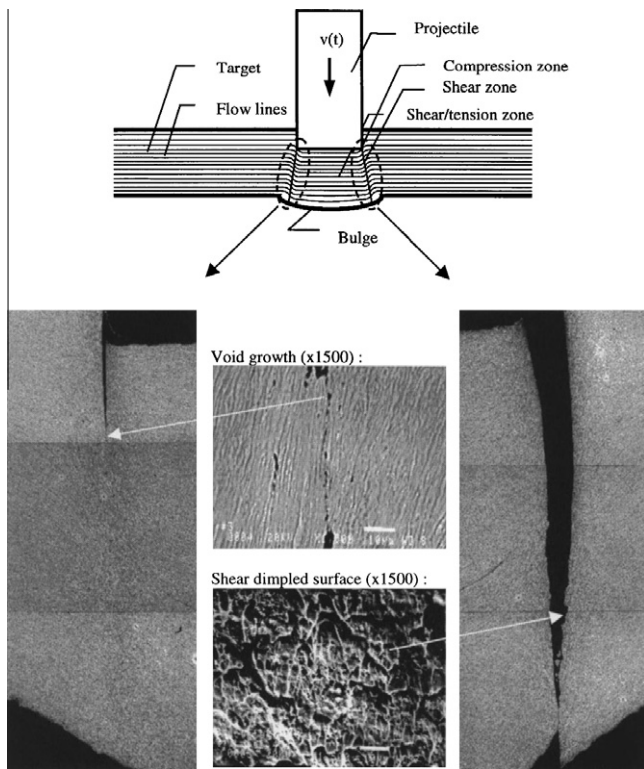 Projectile
v(t)
Compression zone
Target
Shear zone
Flow lines
Shear/tension zone
Bulge
Void growth (x1500) :
Shear dimpled surface (x1500) :